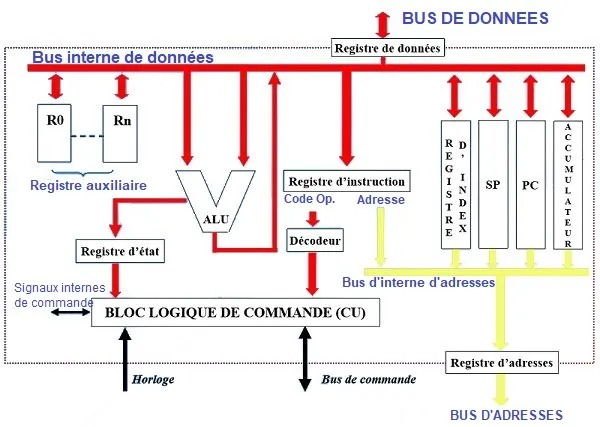 BUS DE DONNEES
Registre de données
Bus interne de données
R0
Rn
Registre auxiliaire
ALU
Registre d'instruction
Code Op.
Adresse
REGISTRE
D' INDEX
SP
PC
ACCUMULATEUR
Registre d'état
Décodeur
Bus d'interne d'adresses
Signaux internes
de commande
BLOC LOGIQUE DE COMMANDE (CU)
Registre d'adresses
Horloge
Bus de commande
BUS D'ADRESSES